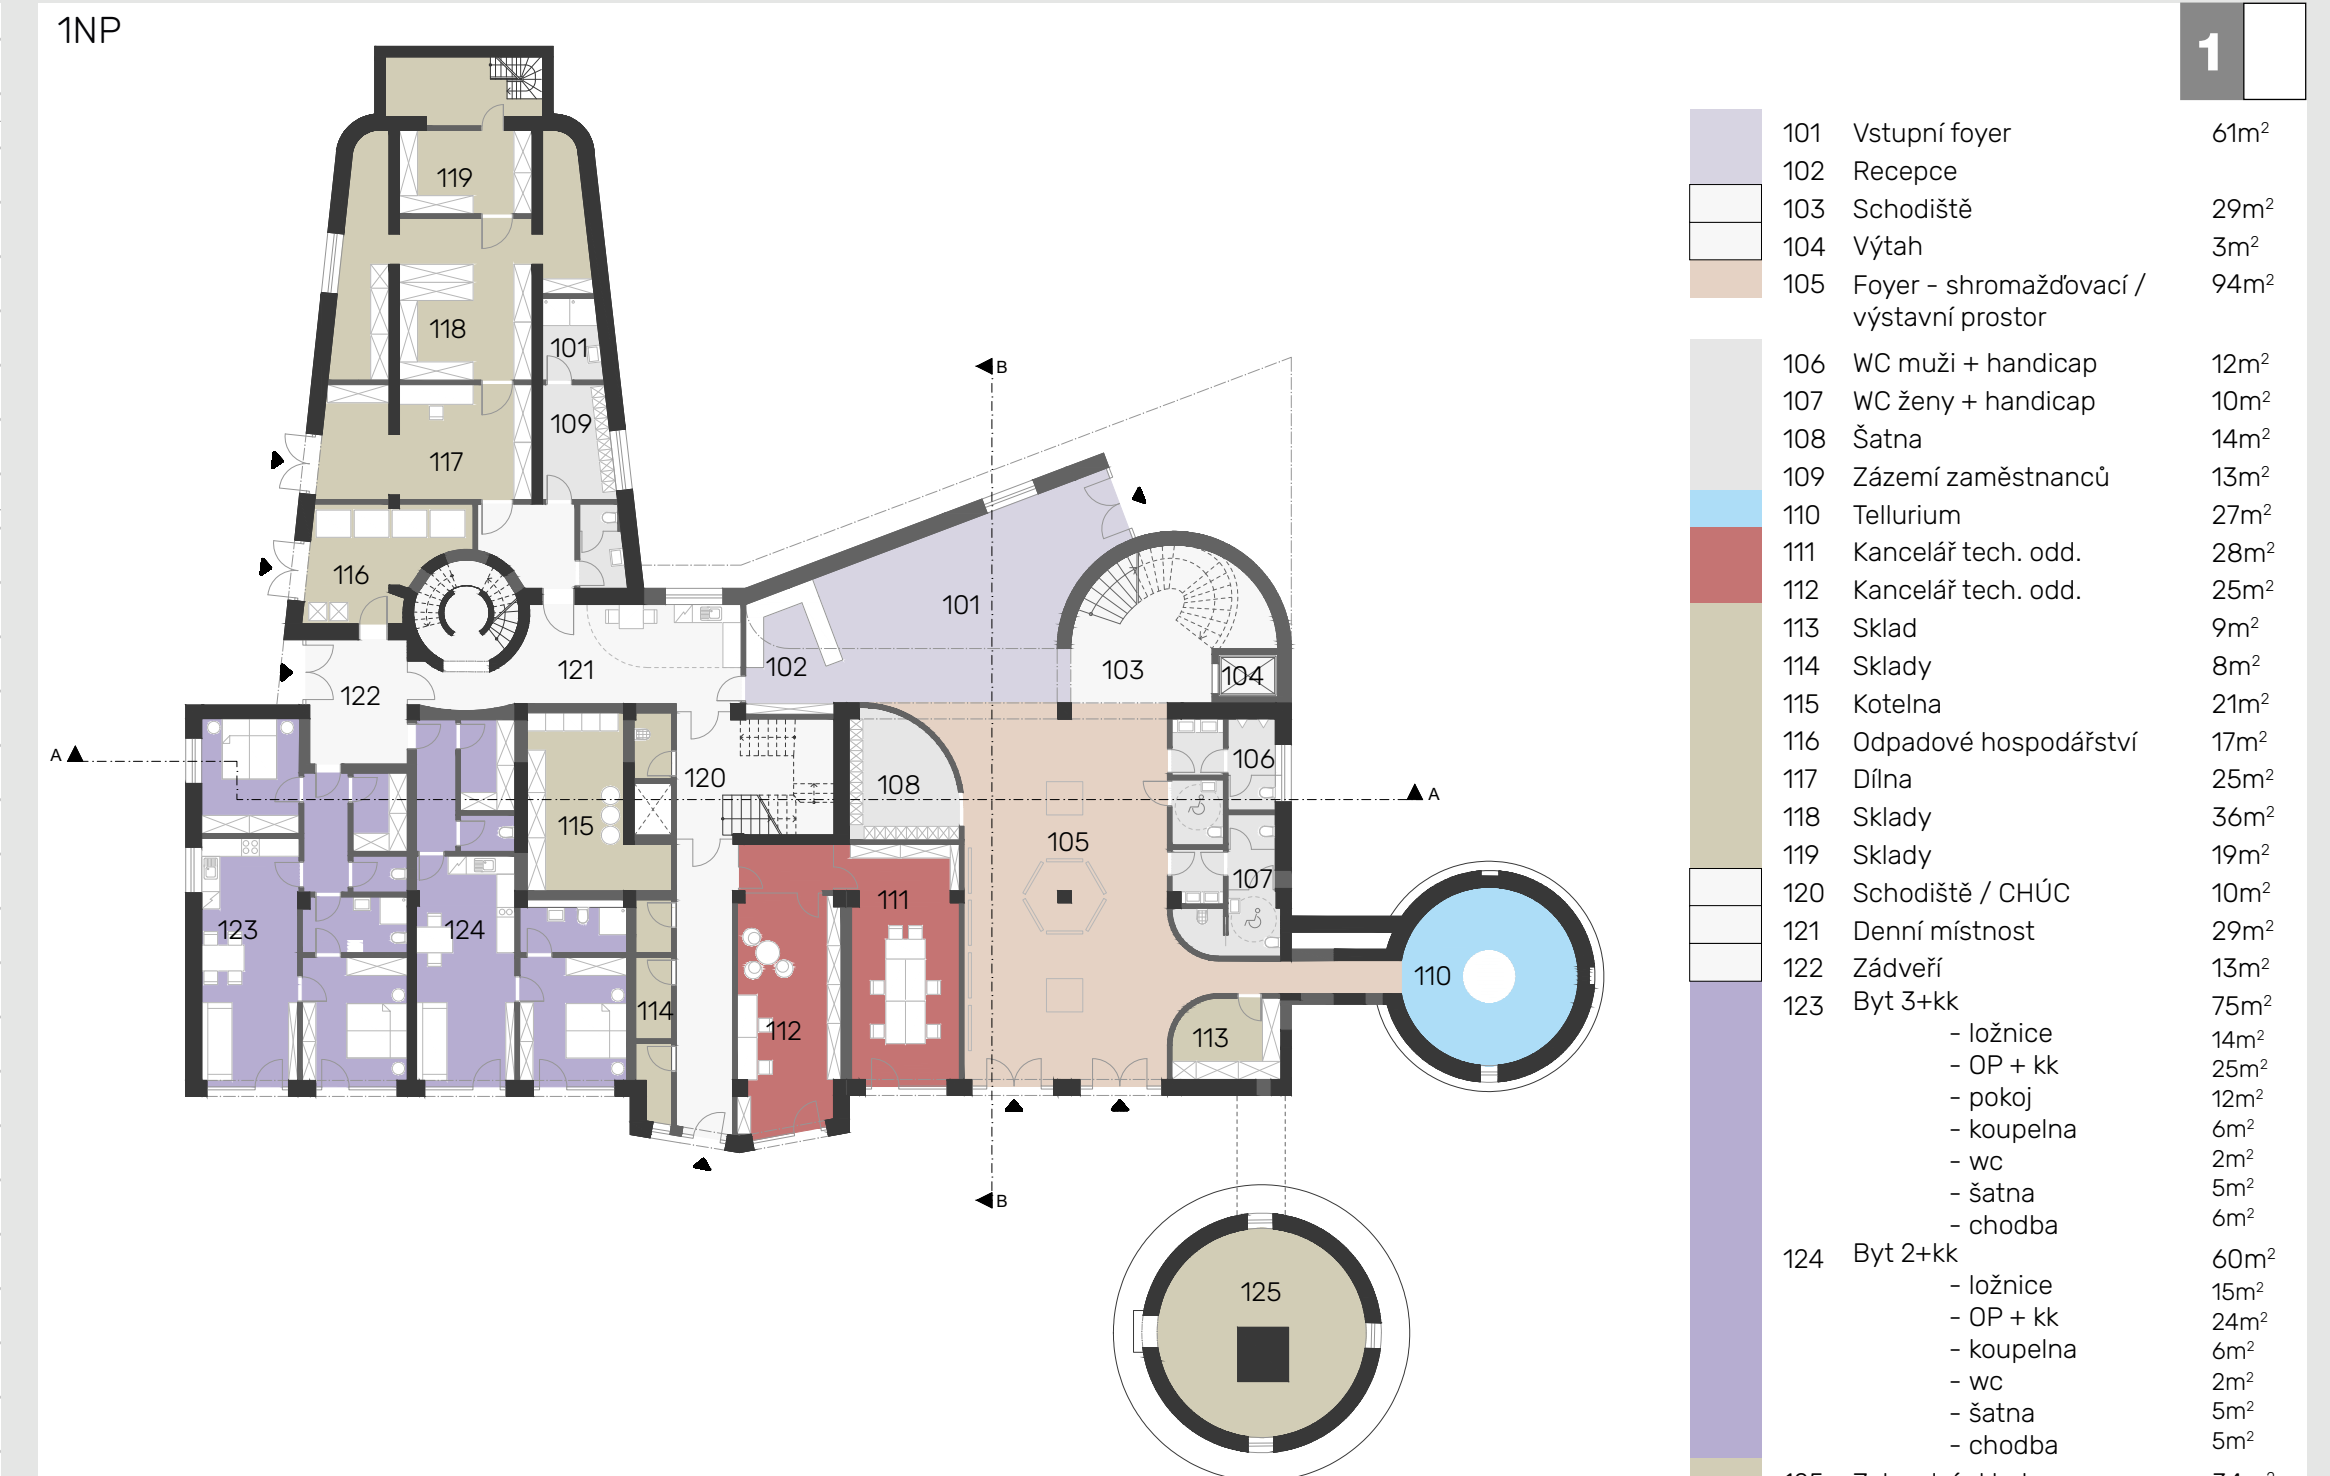 1NP
1
119
118
101
109
117
116
101
102
103
104
121
122
120
108
106
115
105
107
111
123
124
110
114
112
113
125
A
A
B
B
101 Vstupní foyer 61m²
102 Recepce
103 Schodiště 29m²
104 Výtah 3m²
105 Foyer - shromažďovací / 94m²
výstavní prostor
106 WC muži + handicap 12m²
107 WC ženy + handicap 10m²
108 Šatna 14m²
109 Zázemí zaměstnanců 13m²
110 Tellurium 27m²
111 Kancelář tech. odd. 28m²
112 Kancelář tech. odd. 25m²
113 Sklad 9m²
114 Sklady 8m²
115 Kotelna 21m²
116 Odpadové hospodářství 17m²
117 Dílna 25m²
118 Sklady 36m²
119 Sklady 19m²
120 Schodiště / CHÚC 10m²
121 Denní místnost 29m²
122 Zádveří 13m²
123 Byt 3+kk 75m²
- ložnice 14m²
- OP + kk 25m²
- pokoj 12m²
- koupelna 6m²
- wc 2m²
- šatna 5m²
- chodba 6m²
124 Byt 2+kk 60m²
- ložnice 15m²
- OP + kk 24m²
- koupelna 6m²
- wc 2m²
- šatna 5m²
- chodba 5m²